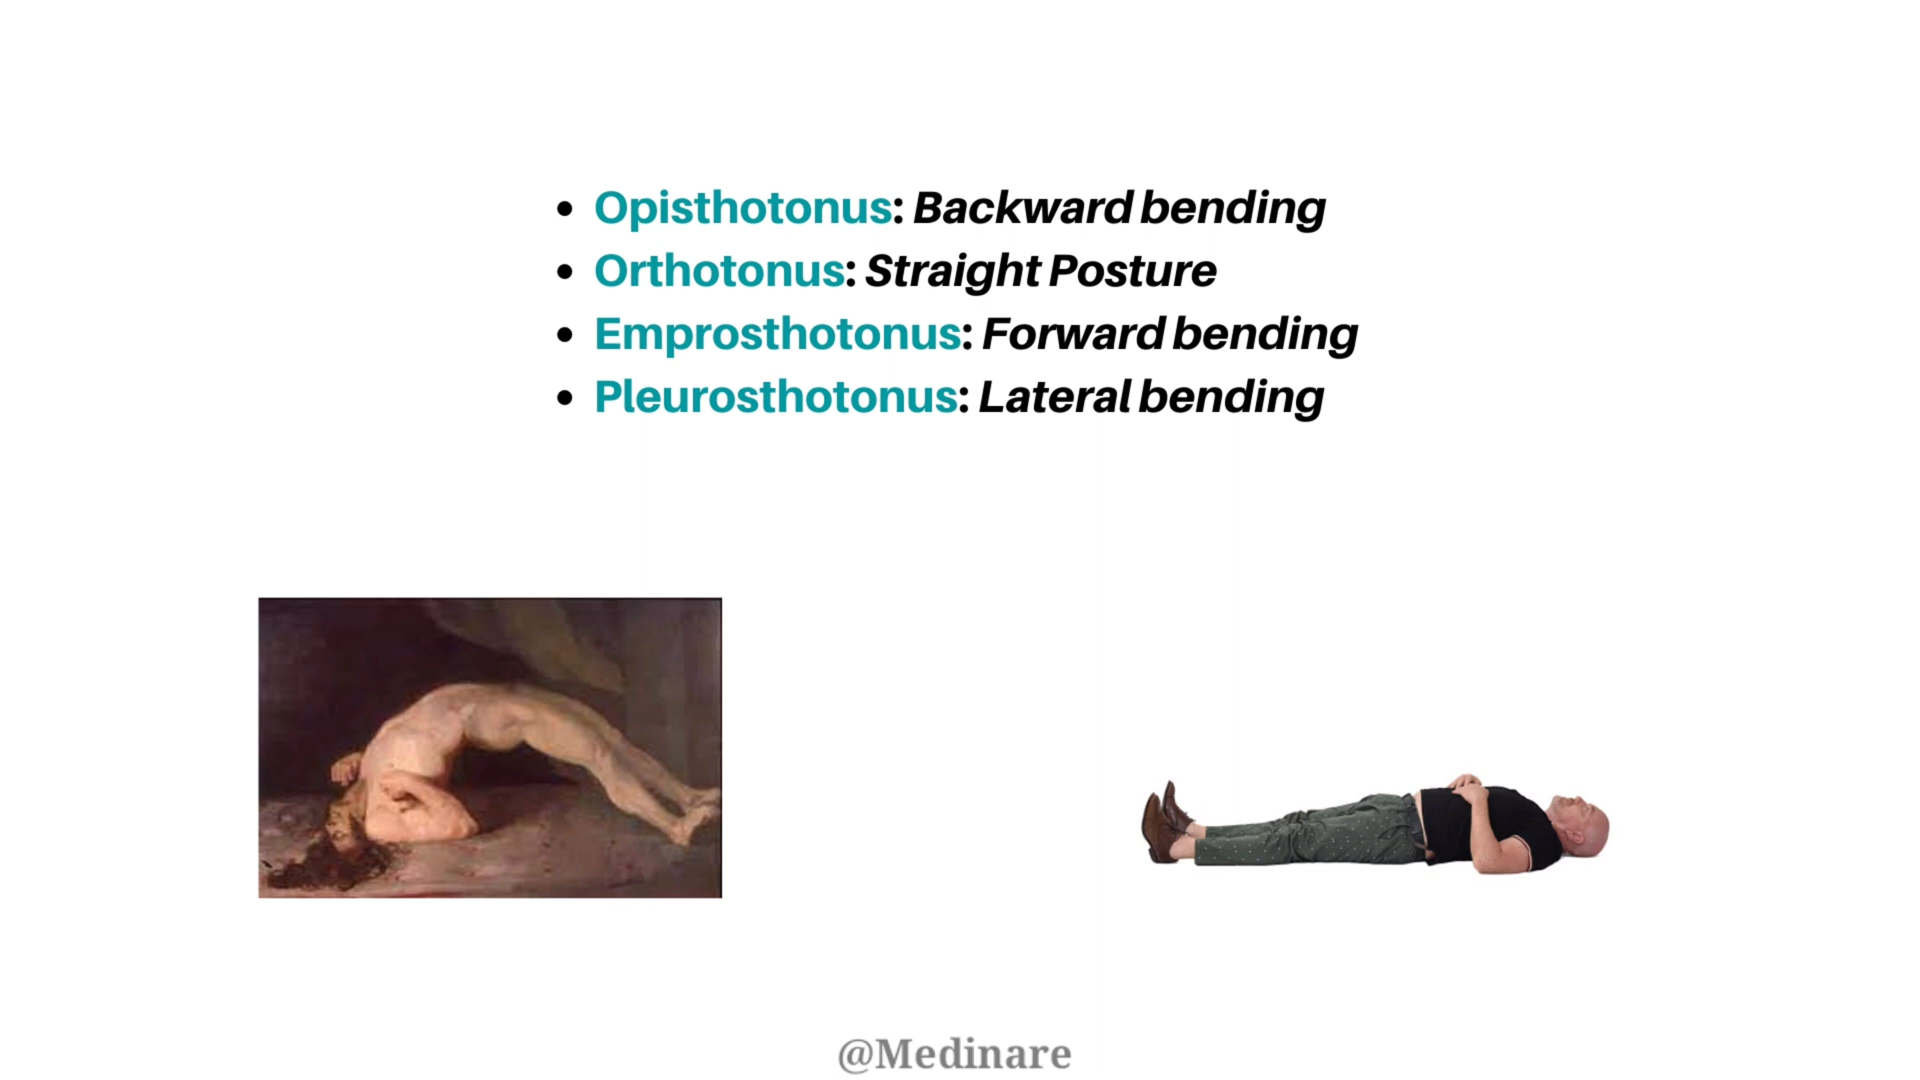 • Opisthotonus: Backward bending
• Orthotonus: Straight Posture
• Emprosthotonus: Forward bending
• Pleurosthotonus: Lateral bending
@Medinare